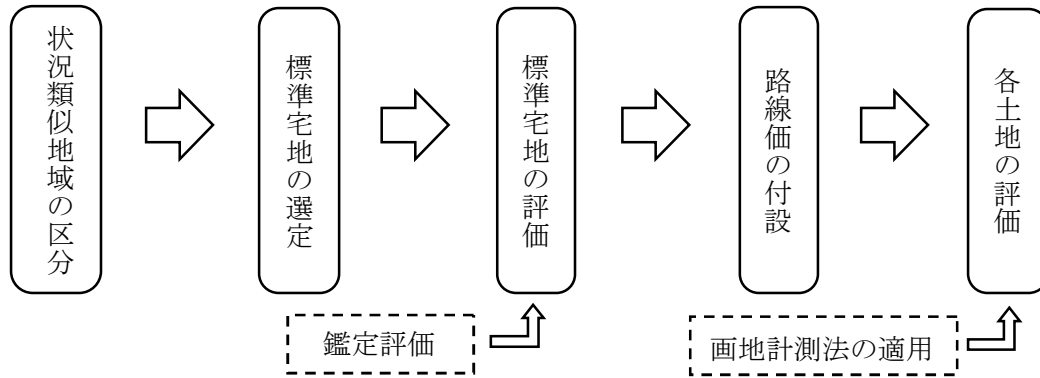 状況類似地域の区分
標準宅地の選定
標準宅地の評価
路線価の付設
各土地の評価
鑑定評価
画地計測法の適用